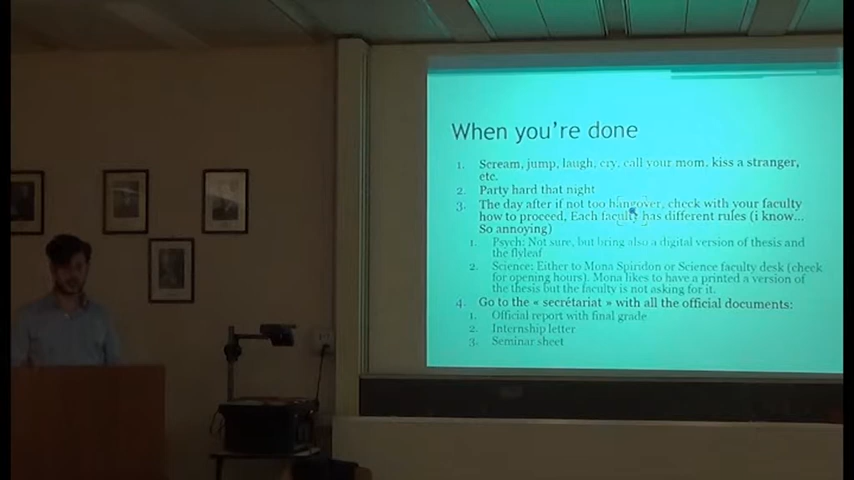 When you're done
1. Scream, jump, laugh, cry, call your mom, kiss a stranger,
etc.
2. Party hard that night
3. The day after if not too hangover, check with your faculty
how to proceed, Each faculty has different rules (i know...
So annoying)
1. Psych: Not sure, but bring also a digital version of thesis and
the flyleaf
2. Science: Either to Mona Spiridon or Science faculty desk (check
for opening hours). Mona likes to have a printed a version of
the thesis but the faculty is not asking for it.
4. Go to the « secrétariat » with all the official documents:
1. Official report with final grade
2. Internship letter
3. Seminar sheet